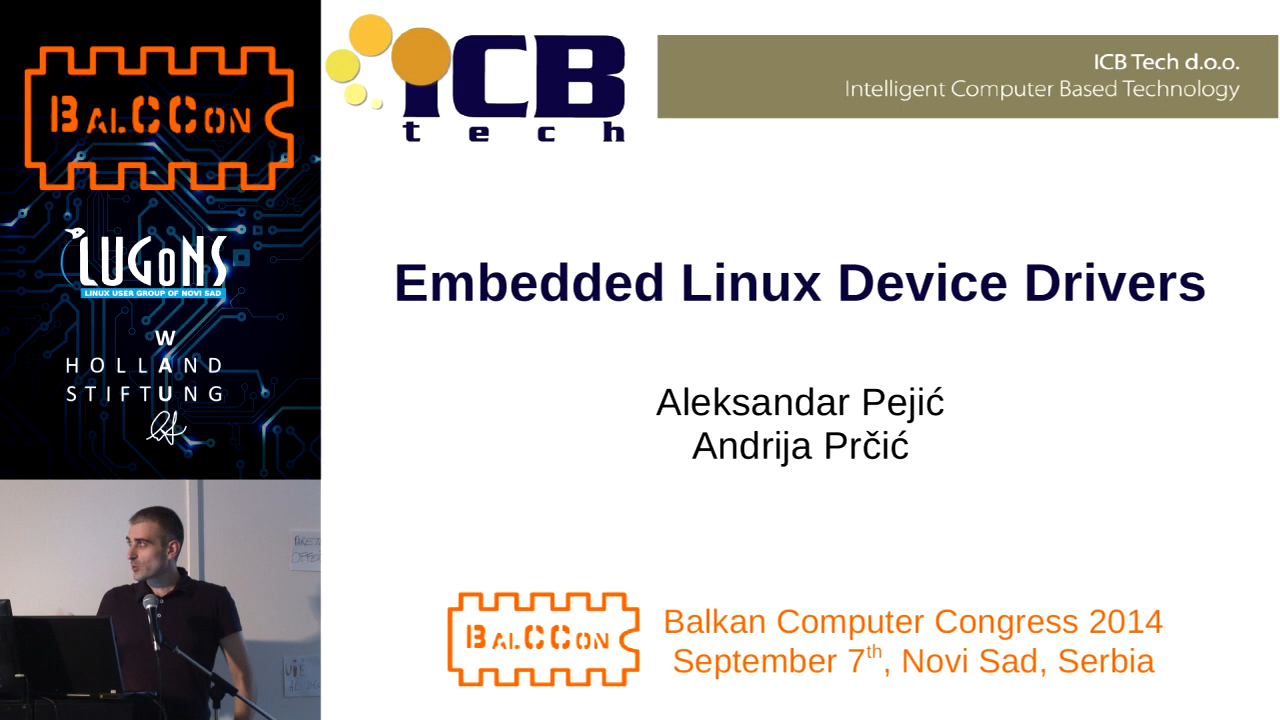 BALCCON
LUGoNS
LINUX USER GROUP OF NOVI SAD
W
HOLLAND
STIFTUNG
ICB
tech
ICB Tech d.o.o.
Intelligent Computer Based Technology
Embedded Linux Device Drivers
Aleksandar Pejić
Andrija Prčić
BALCCON
Balkan Computer Congress 2014
September 7th, Novi Sad, Serbia